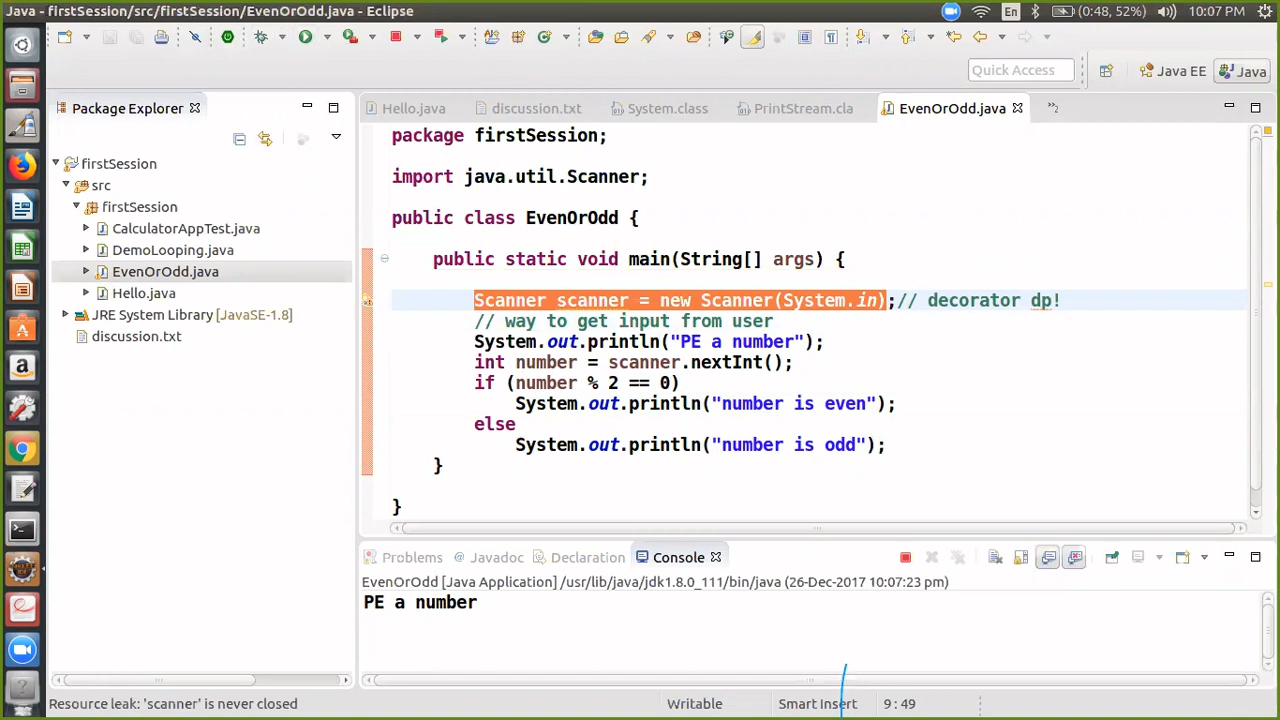 Java - firstSession/src/firstSession/EvenOrOdd.java - Eclipse
En
(0:48, 52%)
10:07 PM
Quick Access
Java EE
Java
Package Explorer
Hello.java
discussion.txt
System.class
PrintStream.cla
EvenOrOdd.java
firstSession
src
firstSession
CalculatorAppTest.java
DemoLooping.java
EvenOrOdd.java
Hello.java
JRE System Library [JavaSE-1.8]
discussion.txt
package firstSession;
import java.util.Scanner;
public class EvenOrOdd {
public static void main(String[] args) {
Scanner scanner = new Scanner(System.in);// decorator dp!
// way to get input from user
System.out.println("PE a number");
int number = scanner.nextInt();
if (number % 2 == 0)
System.out.println("number is even");
else
System.out.println("number is odd");
}
}
Problems
@ Javadoc
Declaration
Console
EvenOrOdd [Java Application] /usr/lib/java/jdk1.8.0_111/bin/java (26-Dec-2017 10:07:23 pm)
PE a number
Resource leak: 'scanner' is never closed
Writable
Smart Insert
9 : 49